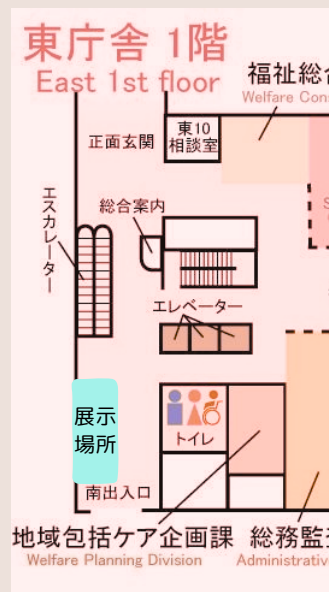 東庁舎 1階
East 1st floor
福祉総合
Welfare Con
東10
相談室
正面玄関
エスカレーター
総合案内
エレベーター
展示
場所
トイレ
南出入口
地域包括ケア企画課
Welfare Planning Division
総務監
Administrativ